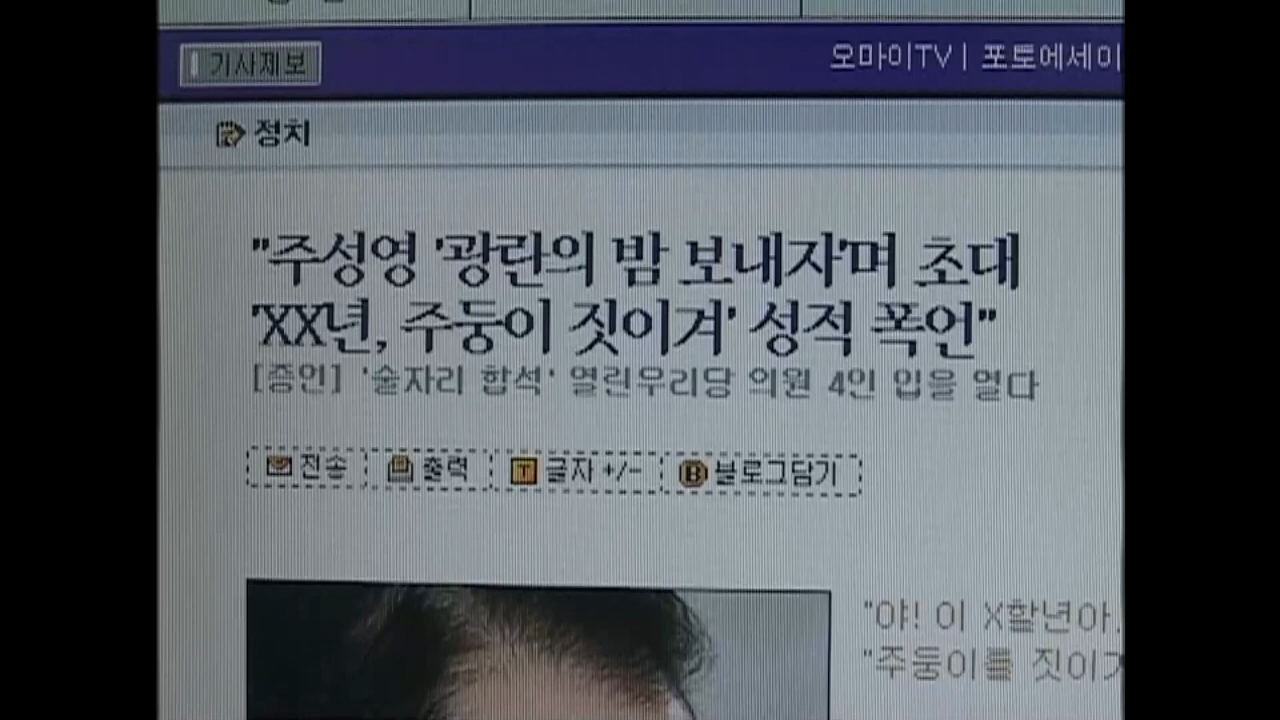 기사제보
오마이TV | 포토에세이
정치
"주성영 '광란의 밤 보내자'며 초대
'XX년, 주둥이 짓이겨' 성적 폭언"
[증인] '술자리 합석' 열린우리당 의원 4인 입을 열다
전송 출력 T 글자 +/- B 블로그담기
"야! 이 X할년아.
"주둥이를 짓이겨